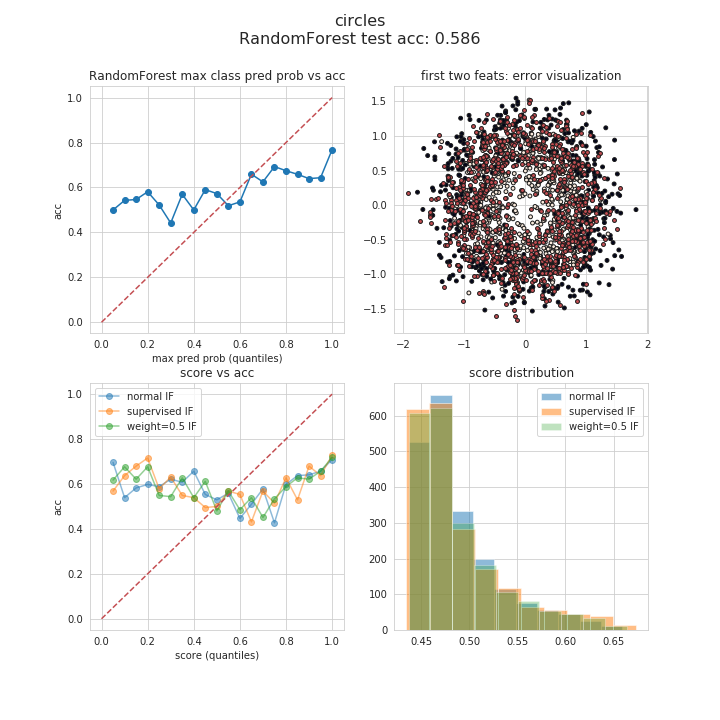 circles
RandomForest test acc: 0.586
RandomForest max class pred prob vs acc
1.0
0.8
0.6
0.4
0.2
0.0
acc
0.0 0.2 0.4 0.6 0.8 1.0
max pred prob (quantiles)
first two feats: error visualization
1.5
1.0
0.5
0.0
−0.5
−1.0
−1.5
−2 −1 0 1 2
score vs acc
normal IF
supervised IF
weight=0.5 IF
1.0
0.8
0.6
0.4
0.2
0.0
acc
0.0 0.2 0.4 0.6 0.8 1.0
score (quantiles)
score distribution
normal IF
supervised IF
weight=0.5 IF
600
500
400
300
200
100
0
0.45 0.50 0.55 0.60 0.65